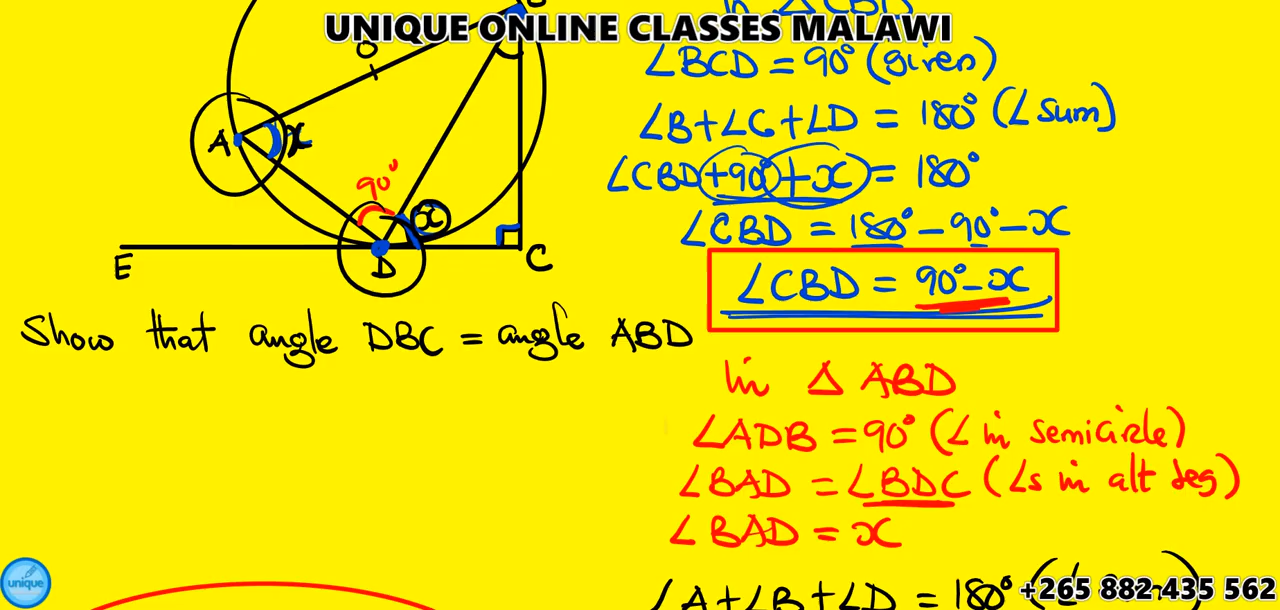 UNIQUE ONLINE CLASSES MALAWI
In △ CBD
∠BCD = 90° (given)
∠B+∠C+∠D = 180° (∠ sum)
∠CBD+90°+x = 180°
∠CBD = 180°-90°-x
∠CBD = 90°-x
O
A
x
90°
x
E
D
C
Show that angle DBC = angle ABD
In △ ABD
∠ADB = 90° (∠ in semicircle)
∠BAD = ∠BDC (∠s in alt seg)
∠BAD = x
∠A+∠B+∠D = 180°
+265 882 435 562
unique